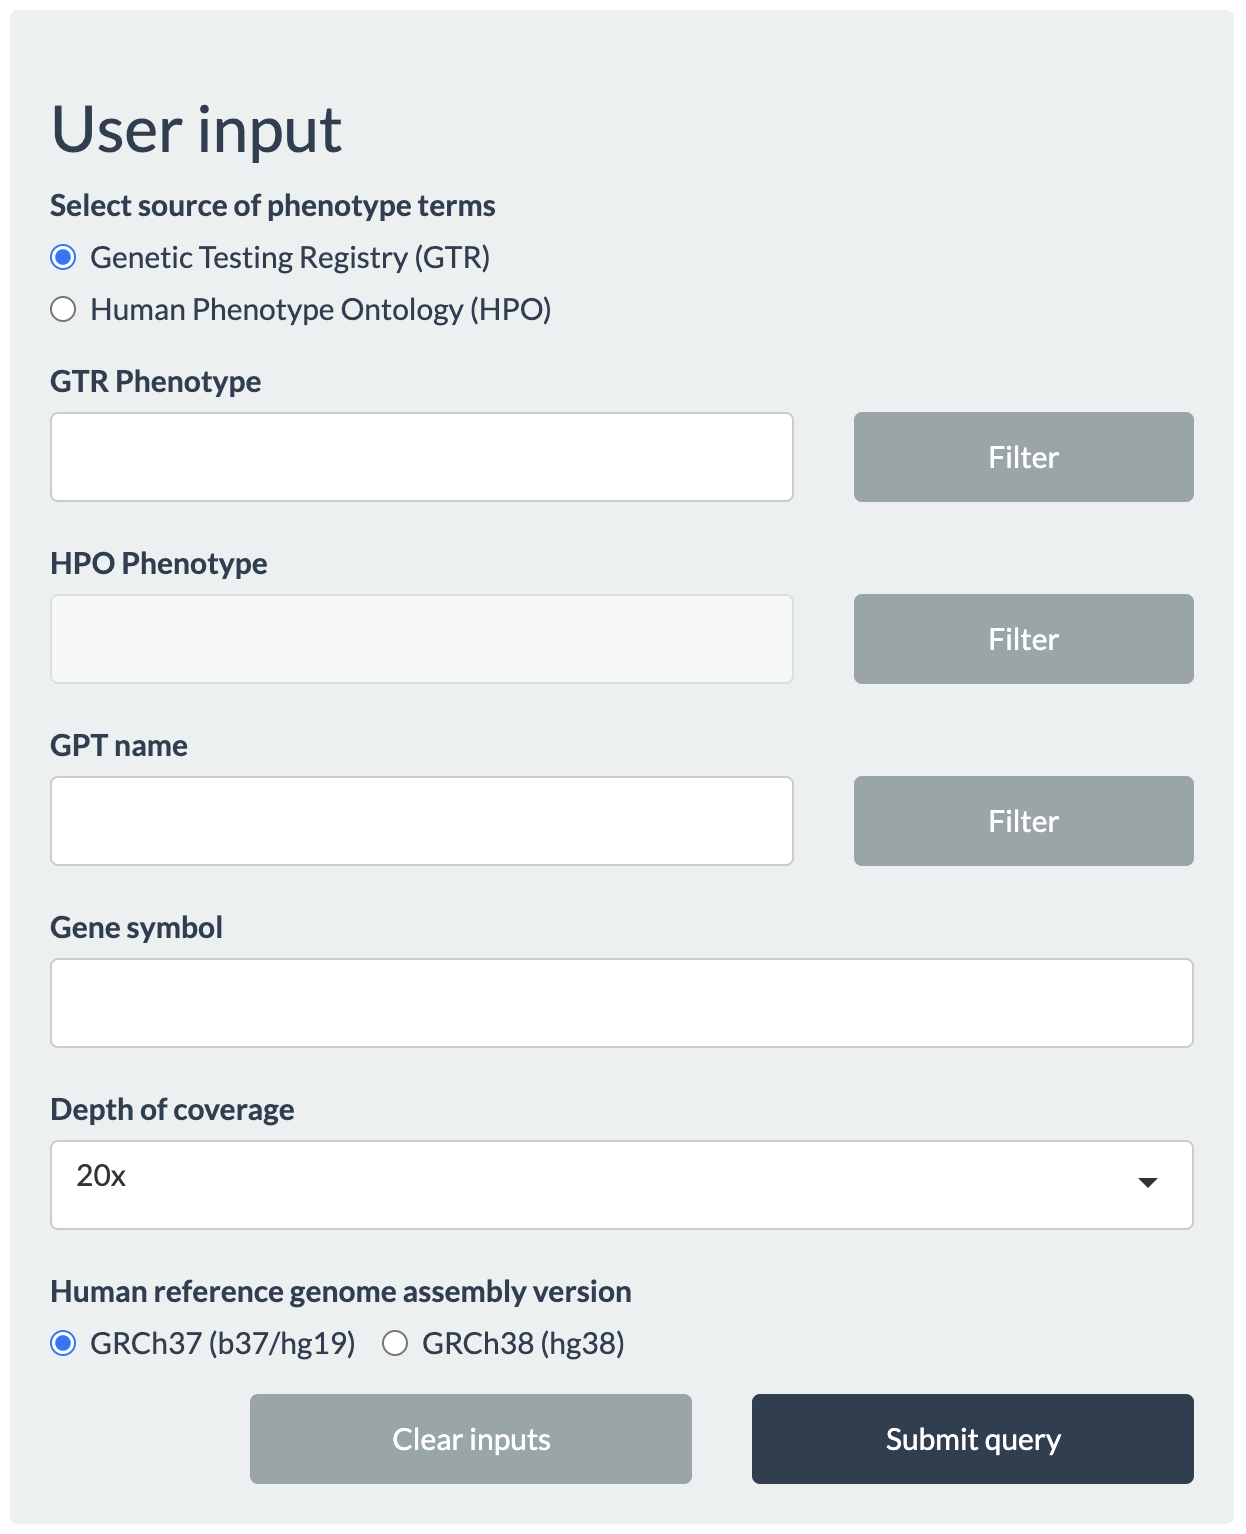 User input
Select source of phenotype terms
Genetic Testing Registry (GTR)
Human Phenotype Ontology (HPO)
GTR Phenotype
Filter
HPO Phenotype
Filter
GPT name
Filter
Gene symbol
Depth of coverage
20x
Human reference genome assembly version
GRCh37 (b37/hg19) GRCh38 (hg38)
Clear inputs Submit query